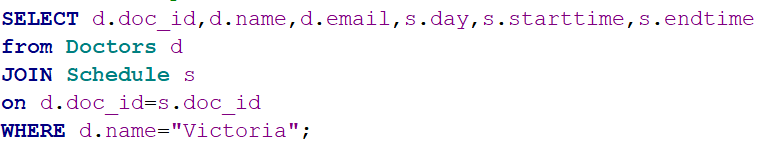 SELECT d.doc_id,d.name,d.email,s.day,s.starttime,s.endtime
from Doctors d
JOIN Schedule s
on d.doc_id=s.doc_id
WHERE d.name="Victoria";